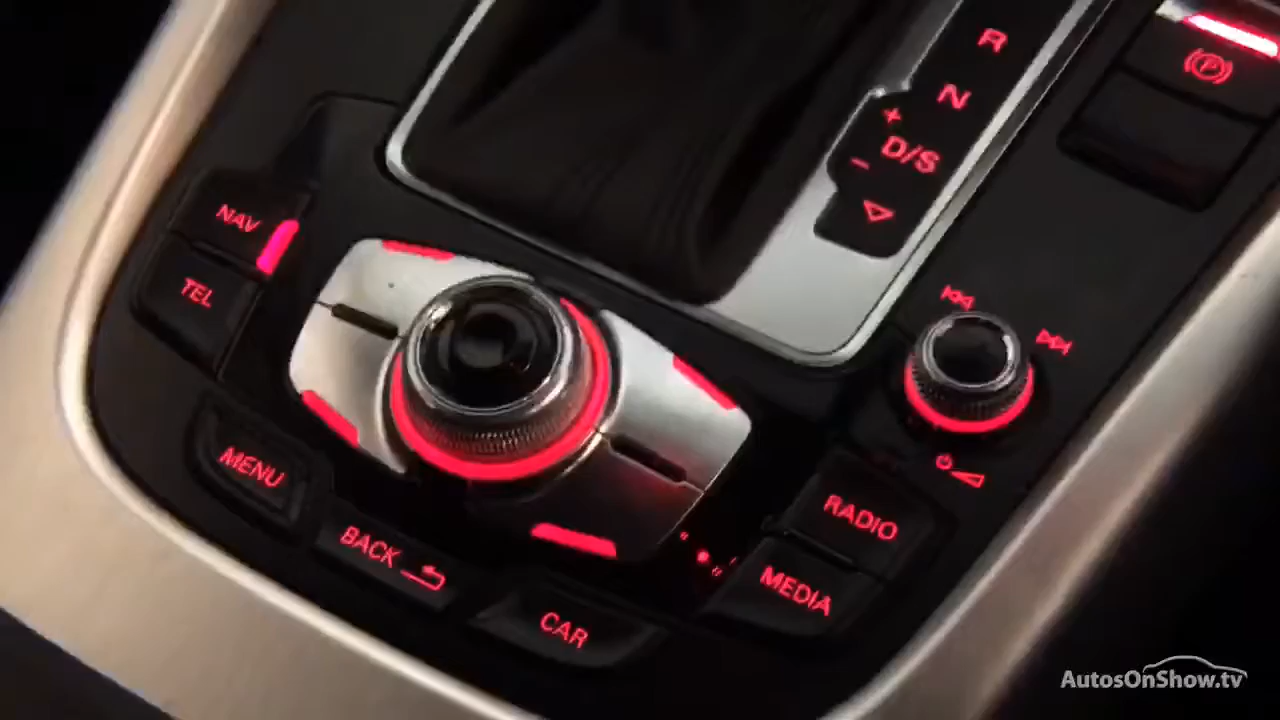 R
N
+
D/S
-
NAV
TEL
MENU
BACK
CAR
RADIO
MEDIA
P
AutosOnShow.tv